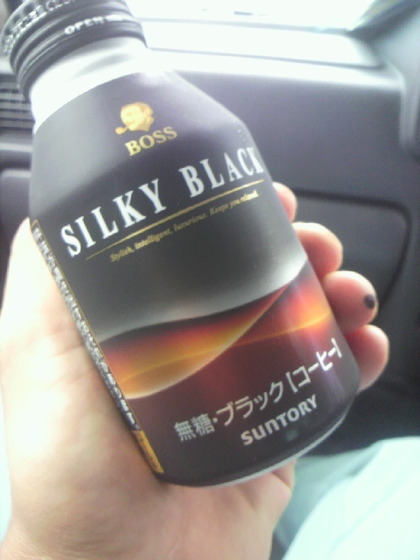 OPEN
BOSS
SILKY BLACK
Stylish, intelligent, luxurious. Keeps you relaxed.
無糖・ブラック【コーヒー】
SUNTORY